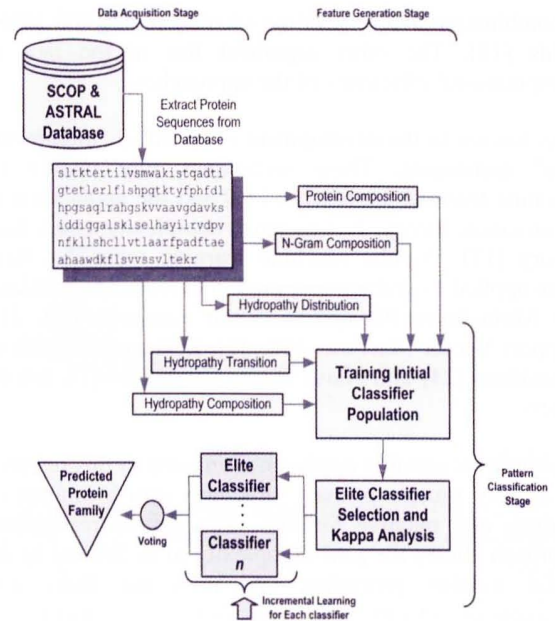 Data Acquisition Stage
Feature Generation Stage
SCOP &
ASTRAL
Database
Extract Protein
Sequences from
Database
sltktertiivsmwakistqadti
gtetlerlflshpqtktyfphfdl
hpgsaqlrahgskvvaavgdavks
iddiggalsklselhayilrvdpv
nfkllshcllvtlaarfpadftae
ahaawdkflsvvssvltekr
Protein Composition
N-Gram Composition
Hydropathy Distribution
Hydropathy Transition
Hydropathy Composition
Training Initial
Classifier
Population
Pattern
Classification
Stage
Elite Classifier
Selection and
Kappa Analysis
Elite
Classifier
Classifier
n
Voting
Predicted
Protein
Family
Incremental Learning
for Each classifier